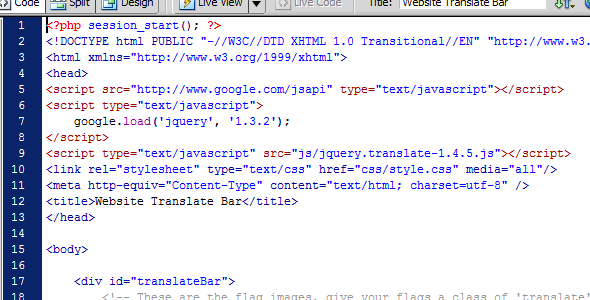 Code Split Design Live View Live Code Title: Website Translate Bar
1 <?php session_start(); ?>
2 <!DOCTYPE html PUBLIC "-//W3C//DTD XHTML 1.0 Transitional//EN" "http://www.w3.
3 <html xmlns="http://www.w3.org/1999/xhtml">
4 <head>
5 <script src="http://www.google.com/jsapi" type="text/javascript"></script>
6 <script type="text/javascript">
7 google.load('jquery', '1.3.2');
8 </script>
9 <script type="text/javascript" src="js/jquery.translate-1.4.5.js"></script>
10 <link rel="stylesheet" type="text/css" href="css/style.css" media="all"/>
11 <meta http-equiv="Content-Type" content="text/html; charset=utf-8" />
12 <title>Website Translate Bar</title>
13 </head>
14
15 <body>
16
17 <div id="translateBar">
18 <!-- These are the flag images, give your flags a class of 'translate'